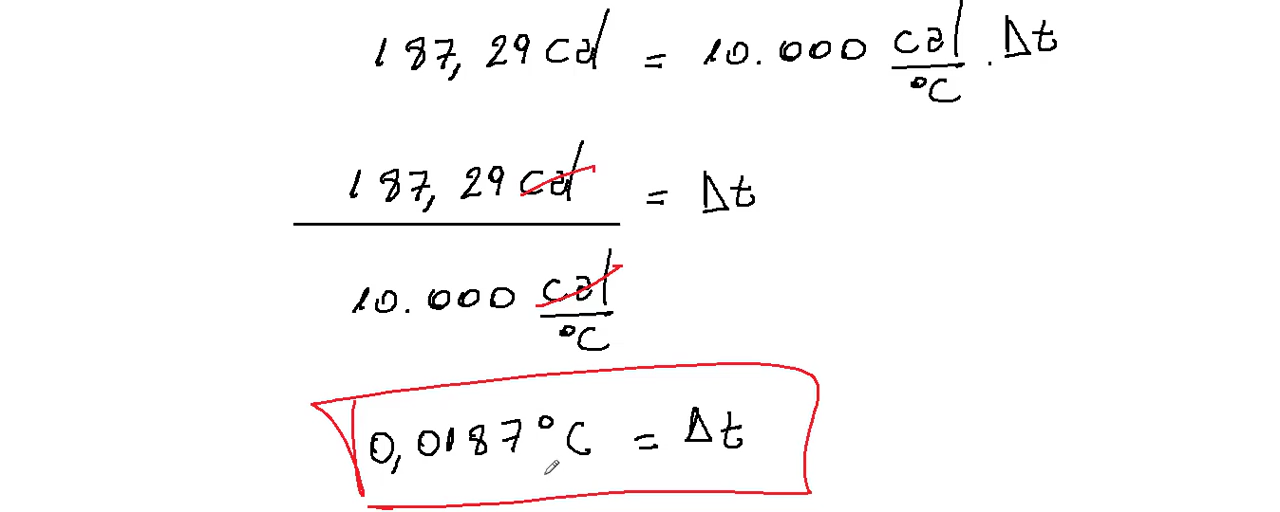 187,29 cal = 10.000 cal/°C . Δt
187,29 cal / 10.000 cal/°C = Δt
0,0187 °C = Δt